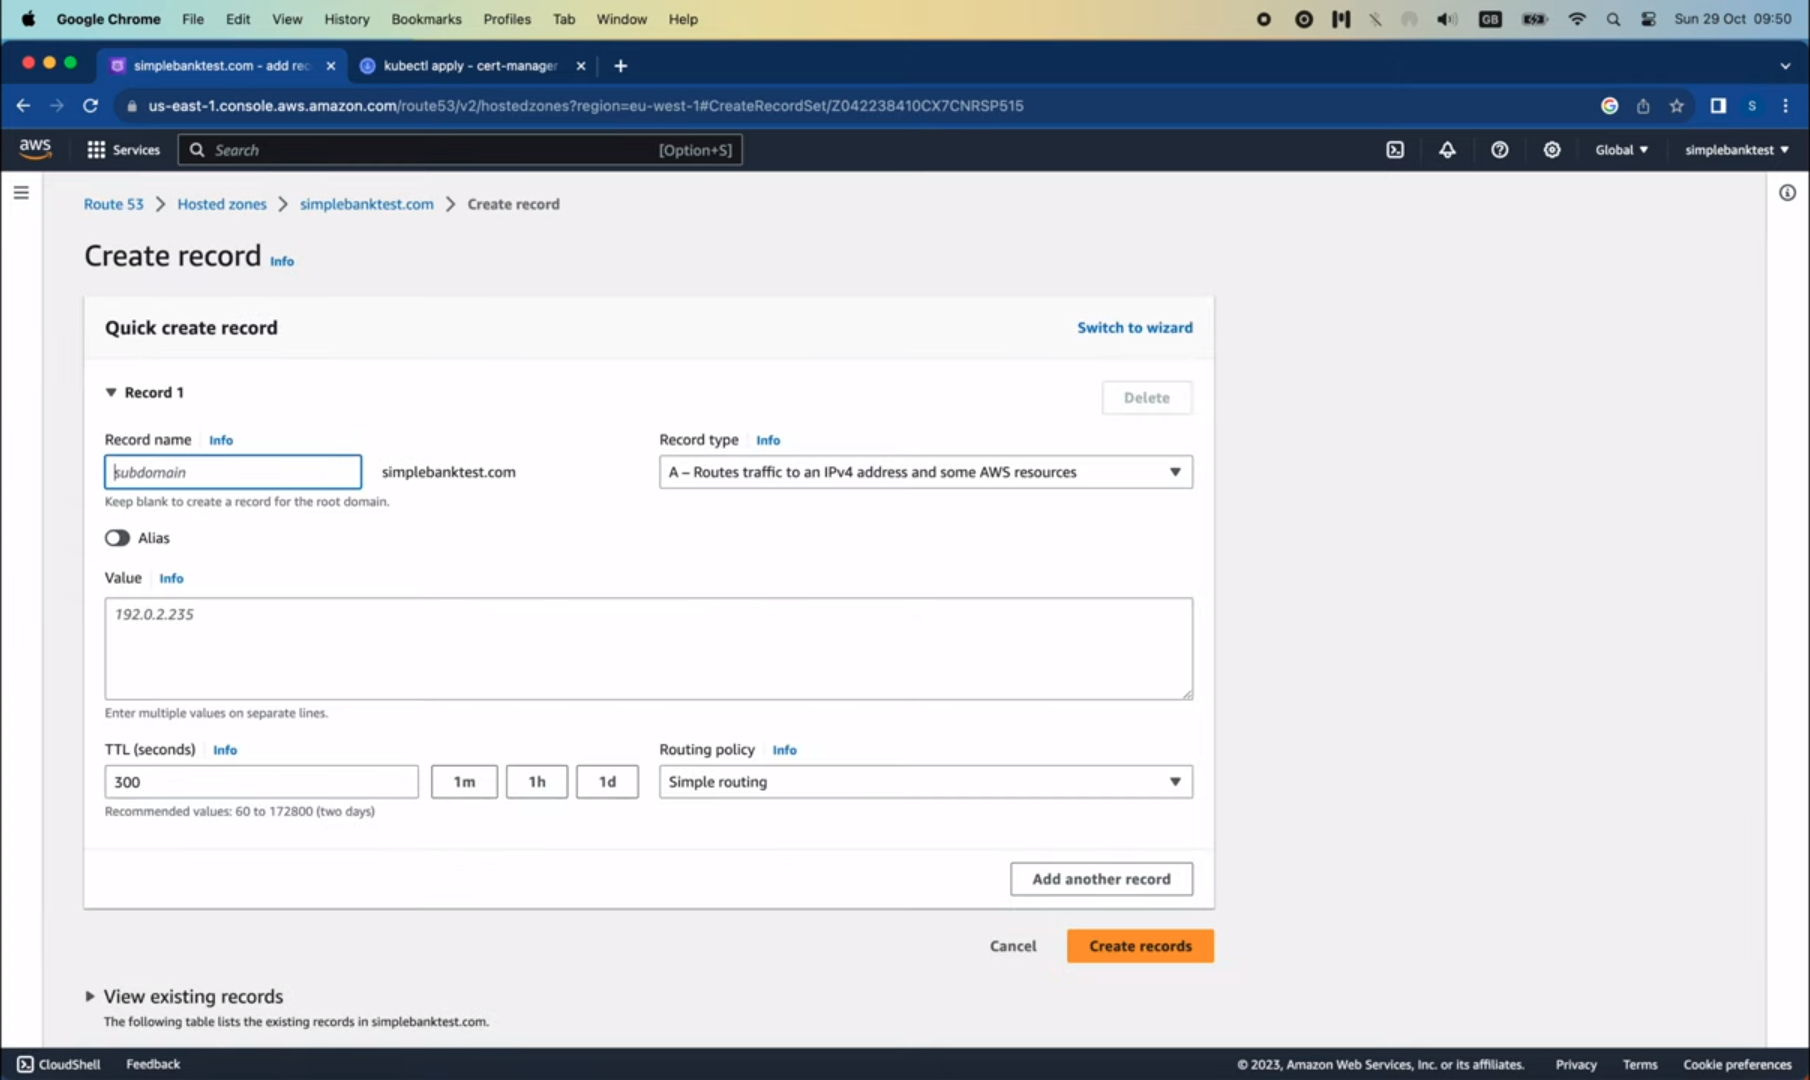 Google Chrome File Edit View History Bookmarks Profiles Tab Window Help GB Sun 29 Oct 09:50
simplebanktest.com - add rec kubectl apply - cert-manager
us-east-1.console.aws.amazon.com/route53/v2/hostedzones?region=eu-west-1#CreateRecordSet/Z042238410CX7CNRSP515 S
aws Services Search [Option+S] Global simplebanktest
Route 53 Hosted zones simplebanktest.com Create record
Create record Info
Quick create record Switch to wizard
Record 1 Delete
Record name Info Record type Info
subdomain simplebanktest.com A – Routes traffic to an IPv4 address and some AWS resources
Keep blank to create a record for the root domain.
Alias
Value Info
192.0.2.235
Enter multiple values on separate lines.
TTL (seconds) Info Routing policy Info
300 1m 1h 1d Simple routing
Recommended values: 60 to 172800 (two days)
Add another record
Cancel Create records
View existing records
The following table lists the existing records in simplebanktest.com.
CloudShell Feedback © 2023, Amazon Web Services, Inc. or its affiliates. Privacy Terms Cookie preferences